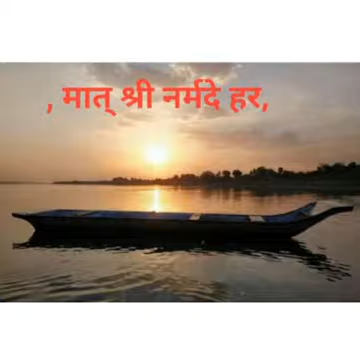 , मात् श्री नर्मदे हर,